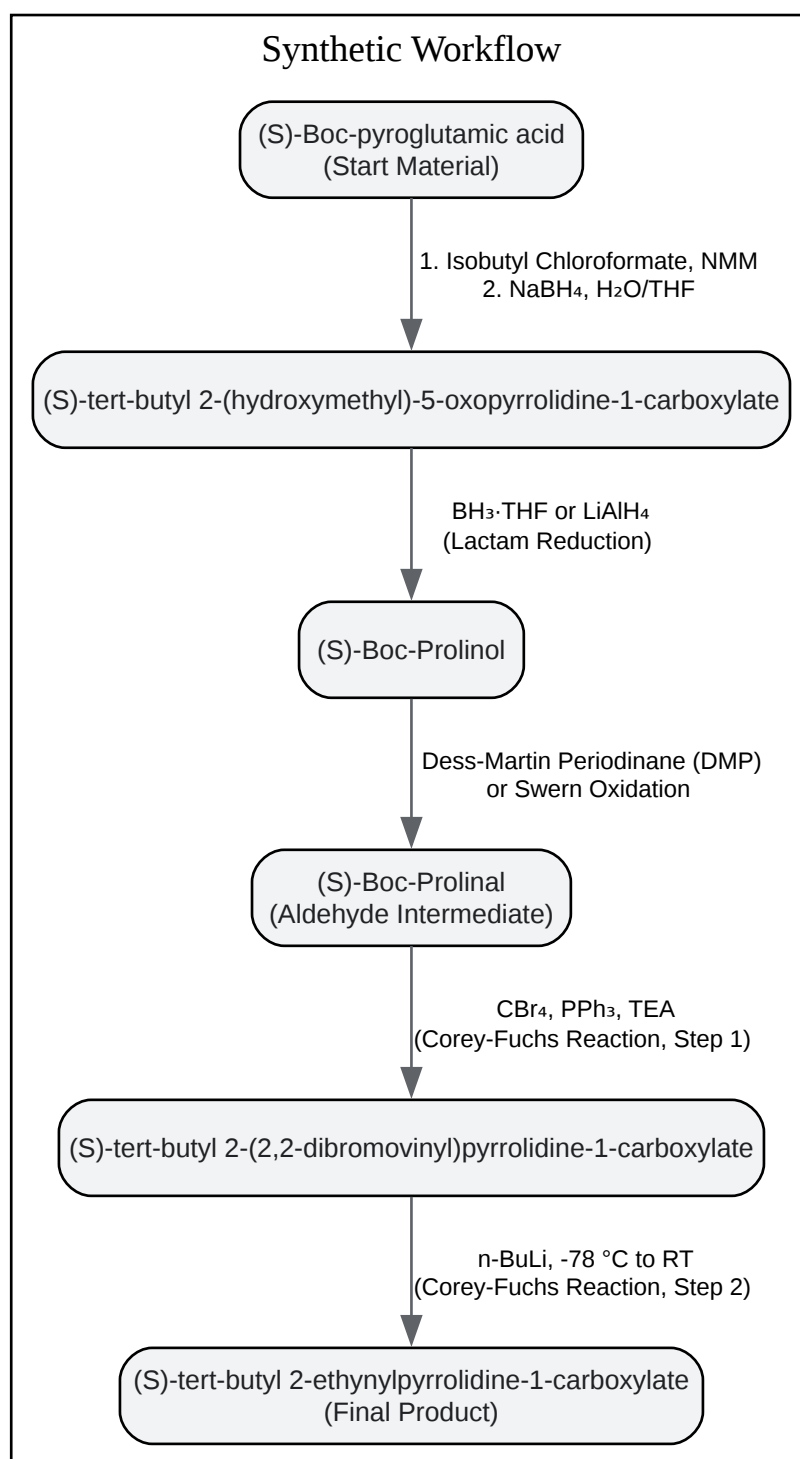 Synthetic Workflow
(S)-Boc-pyroglutamic acid
(Start Material)
1. Isobutyl Chloroformate, NMM
2. NaBH₄, H₂O/THF
(S)-tert-butyl 2-(hydroxymethyl)-5-oxopyrrolidine-1-carboxylate
BH₃·THF or LiAlH₄
(Lactam Reduction)
(S)-Boc-Prolinol
Dess-Martin Periodinane (DMP)
or Swern Oxidation
(S)-Boc-Prolinal
(Aldehyde Intermediate)
CBr₄, PPh₃, TEA
(Corey-Fuchs Reaction, Step 1)
(S)-tert-butyl 2-(2,2-dibromovinyl)pyrrolidine-1-carboxylate
n-BuLi, -78 °C to RT
(Corey-Fuchs Reaction, Step 2)
(S)-tert-butyl 2-ethynylpyrrolidine-1-carboxylate
(Final Product)